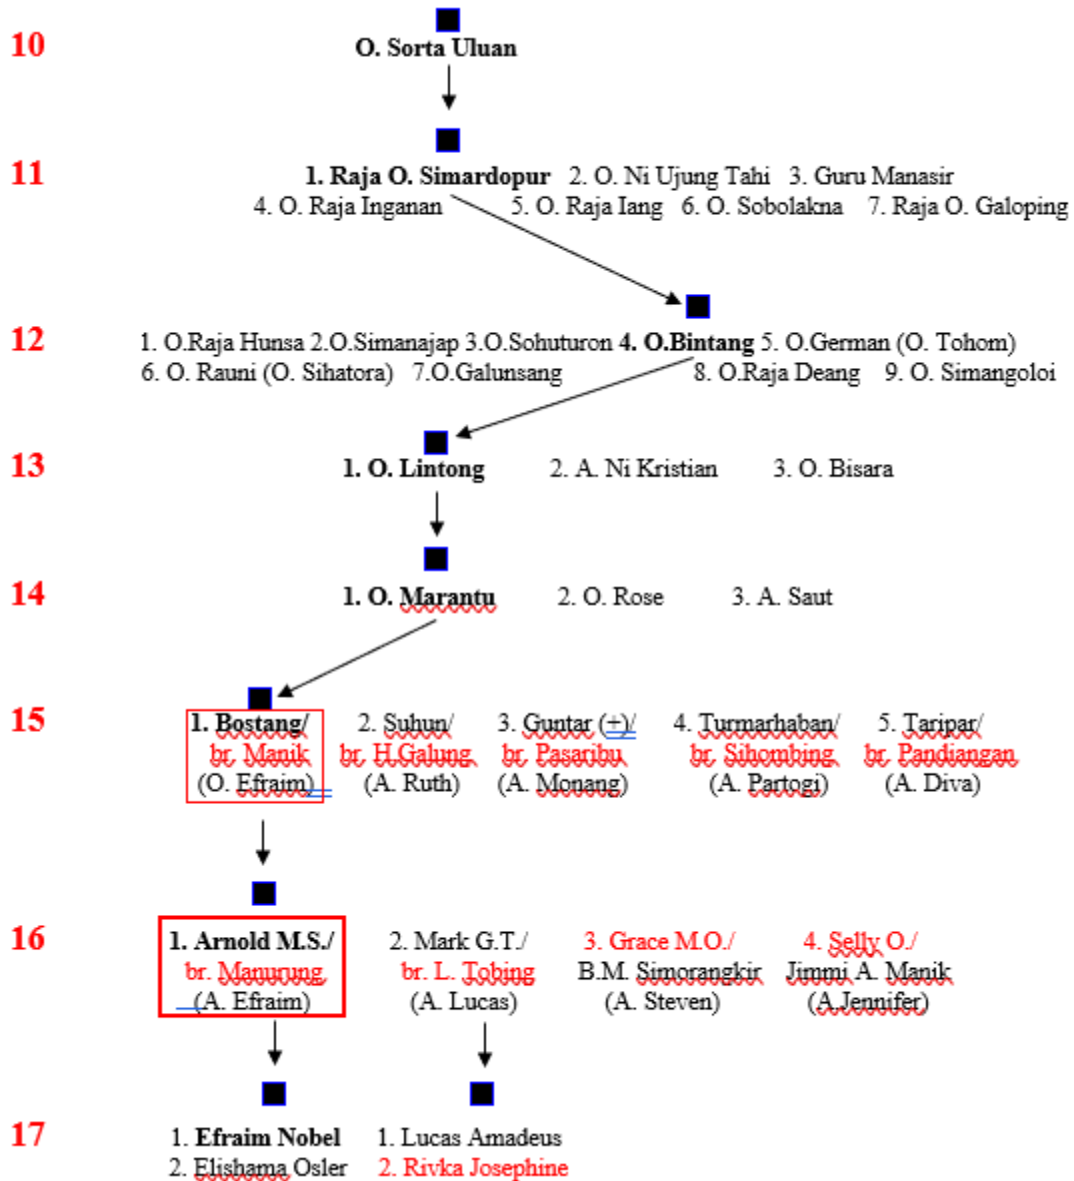 10
O. Sorta Uluan
11
1. Raja O. Simardopur 2. O. Ni Ujung Tahi 3. Guru Manasir
4. O. Raja Inganan 5. O. Raja Iang 6. O. Sobolakna 7. Raja O. Galoping
12
1. O.Raja Hunsa 2.O.Simanajap 3.O.Sohuturon 4. O.Bintang 5. O.German (O. Tohom)
6. O. Rauni (O. Sihatora) 7.O.Galunsang 8. O.Raja Deang 9. O. Simangoloi
13
1. O. Lintong 2. A. Ni Kristian 3. O. Bisara
14
1. O. Marantu 2. O. Rose 3. A. Saut
15
1. Bostang/ 2. Suhun/ 3. Guntar (+)/ 4. Turmarhaban/ 5. Taripar/
br. Manik br. H.Galung br. Pasaribu br. Sihombing br. Pandiangan
(O. Efraim) (A. Ruth) (A. Monang) (A. Partogi) (A. Diva)
16
1. Arnold M.S./ 2. Mark G.T./ 3. Grace M.O./ 4. Selly O./
br. Manurung br. L. Tobing B.M. Simorangkir Jimmi A. Manik
(A. Efraim) (A. Lucas) (A. Steven) (A.Jennifer)
17
1. Efraim Nobel 1. Lucas Amadeus
2. Elishama Osler 2. Rivka Josephine